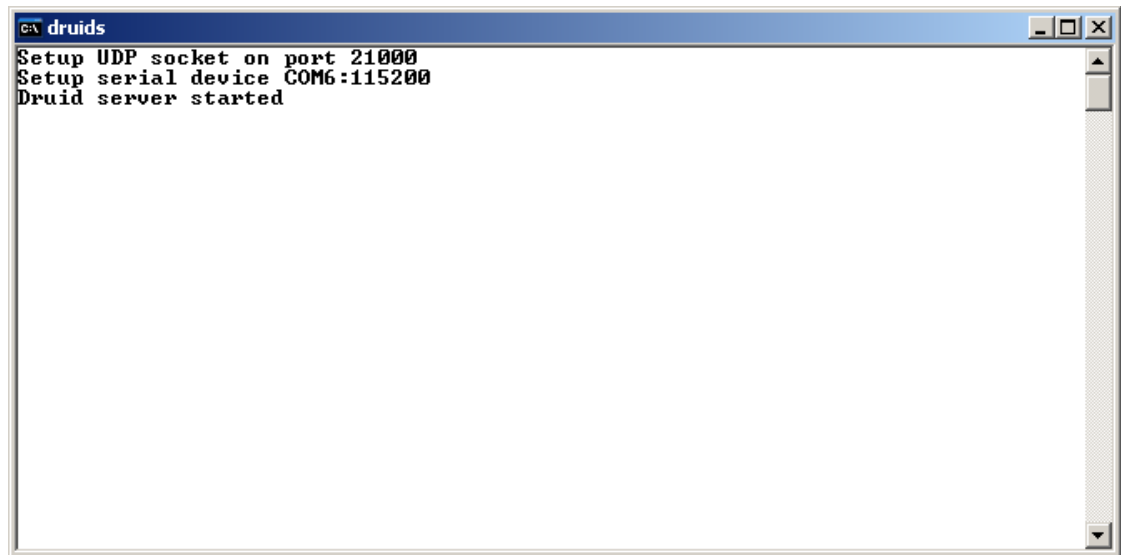 druids
Setup UDP socket on port 21000
Setup serial device COM6:115200
Druid server started